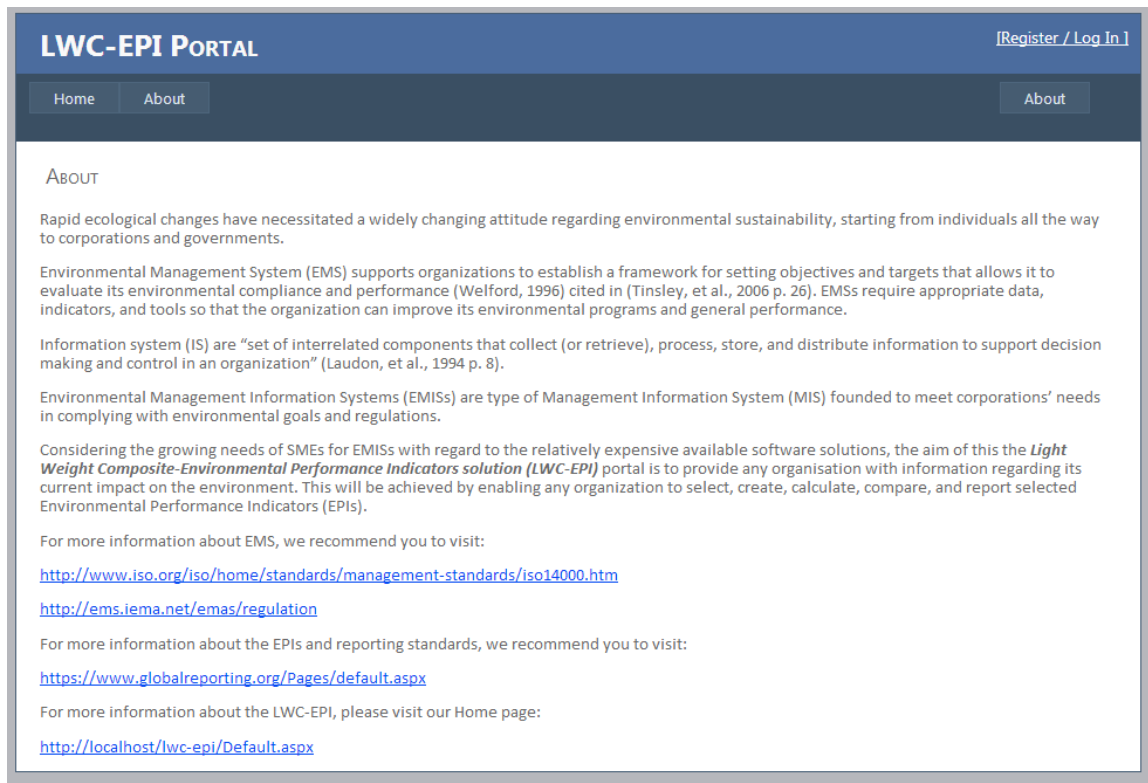 LWC-EPI Portal
[Register / Log In ]
Home About About
About
Rapid ecological changes have necessitated a widely changing attitude regarding environmental sustainability, starting from individuals all the way
to corporations and governments.
Environmental Management System (EMS) supports organizations to establish a framework for setting objectives and targets that allows it to
evaluate its environmental compliance and performance (Welford, 1996) cited in (Tinsley, et al., 2006 p. 26). EMSs require appropriate data,
indicators, and tools so that the organization can improve its environmental programs and general performance.
Information system (IS) are “set of interrelated components that collect (or retrieve), process, store, and distribute information to support decision
making and control in an organization” (Laudon, et al., 1994 p. 8).
Environmental Management Information Systems (EMISs) are type of Management Information System (MIS) founded to meet corporations’ needs
in complying with environmental goals and regulations.
Considering the growing needs of SMEs for EMISs with regard to the relatively expensive available software solutions, the aim of this the Light
Weight Composite-Environmental Performance Indicators solution (LWC-EPI) portal is to provide any organisation with information regarding its
current impact on the environment. This will be achieved by enabling any organization to select, create, calculate, compare, and report selected
Environmental Performance Indicators (EPIs).
For more information about EMS, we recommend you to visit:
http://www.iso.org/iso/home/standards/management-standards/iso14000.htm
http://ems.iema.net/emas/regulation
For more information about the EPIs and reporting standards, we recommend you to visit:
https://www.globalreporting.org/Pages/default.aspx
For more information about the LWC-EPI, please visit our Home page:
http://localhost/lwc-epi/Default.aspx